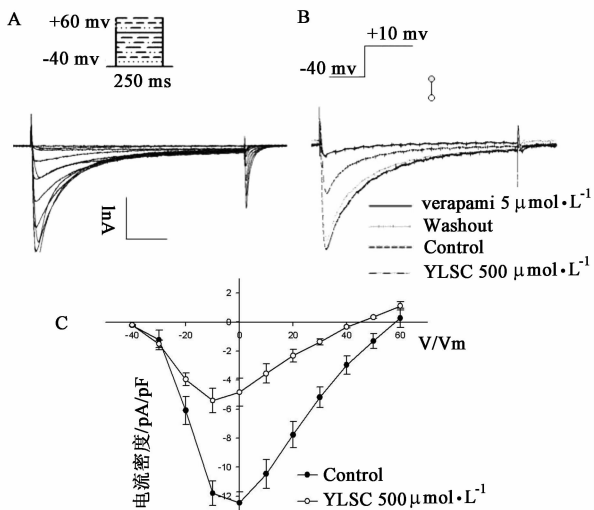 A
+60 mv
-40 mv
250 ms
lnA
B
+10 mv
-40 mv
verapami 5 μmol•L-1
Washout
Control
YLSC 500 μmol•L-1
C
2
0
-2
-4
-6
-8
-10
-12
-40
-20
0
20
40
60
V/Vm
电流密度/pA/pF
Control
YLSC 500μmol•L-1